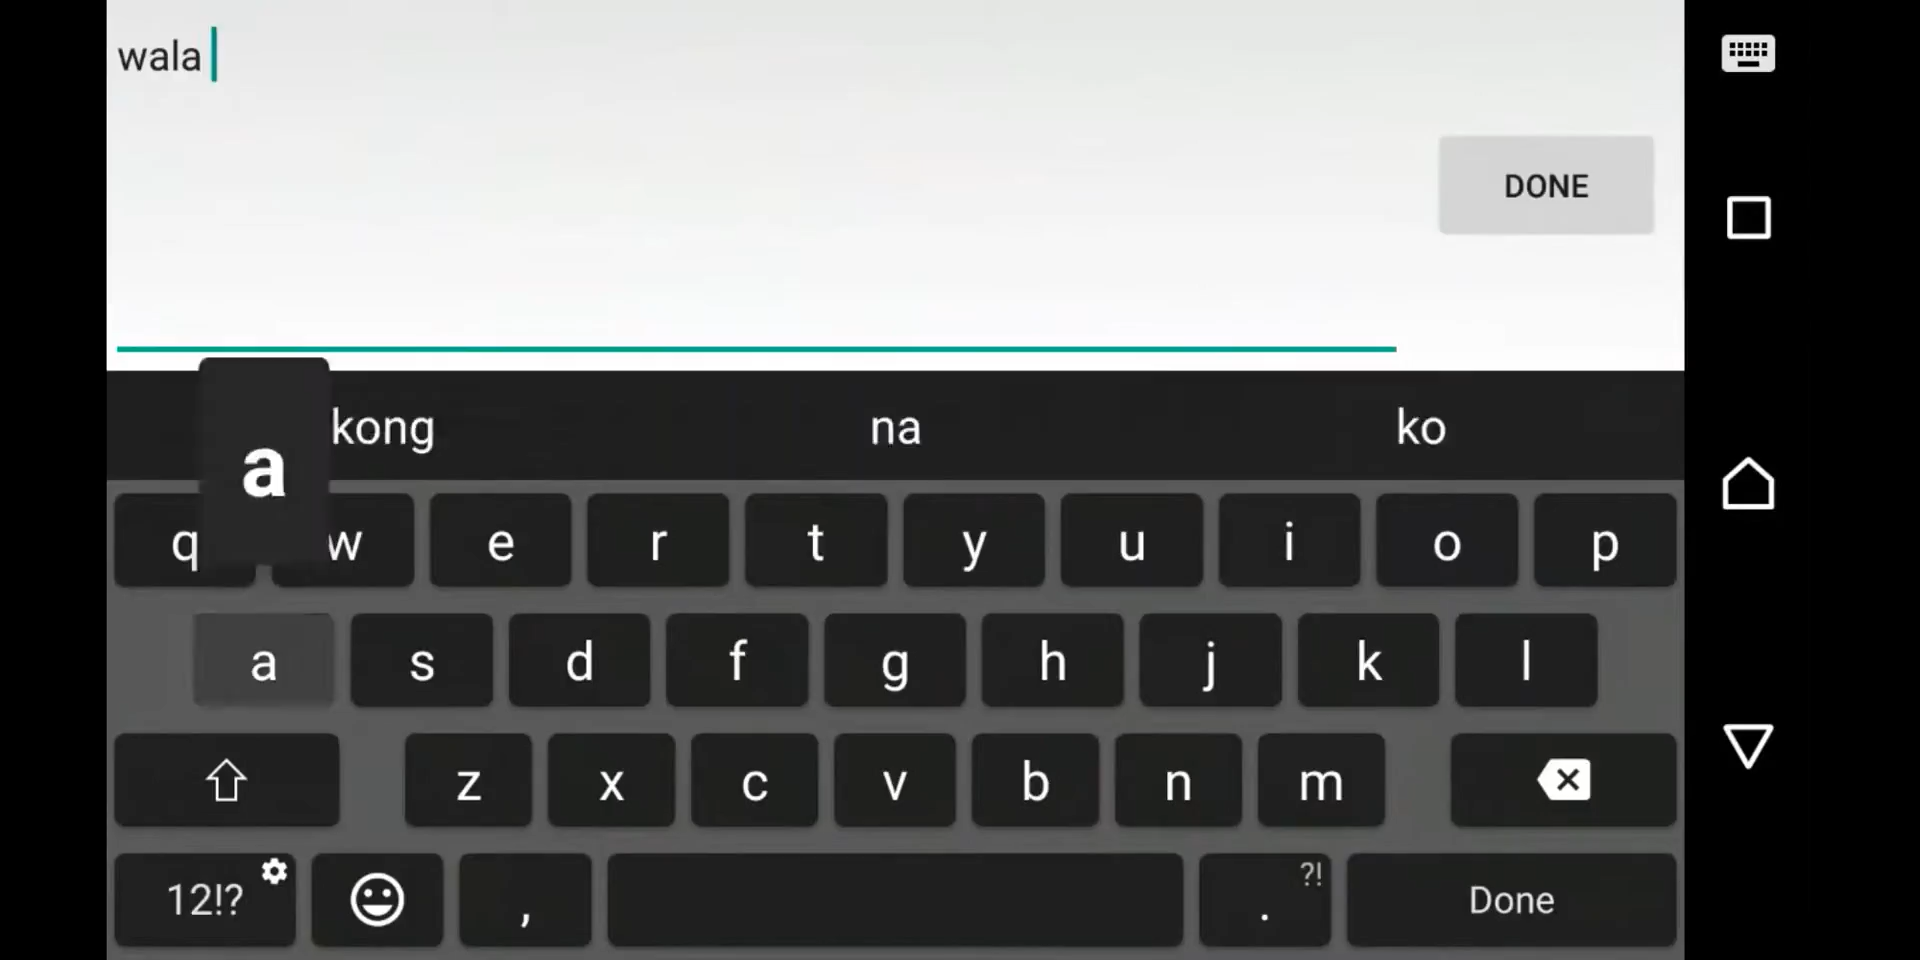 wala
DONE
kong na ko
a
q w e r t y u i o p
a s d f g h j k l
z x c v b n m
12!? , . ?! Done